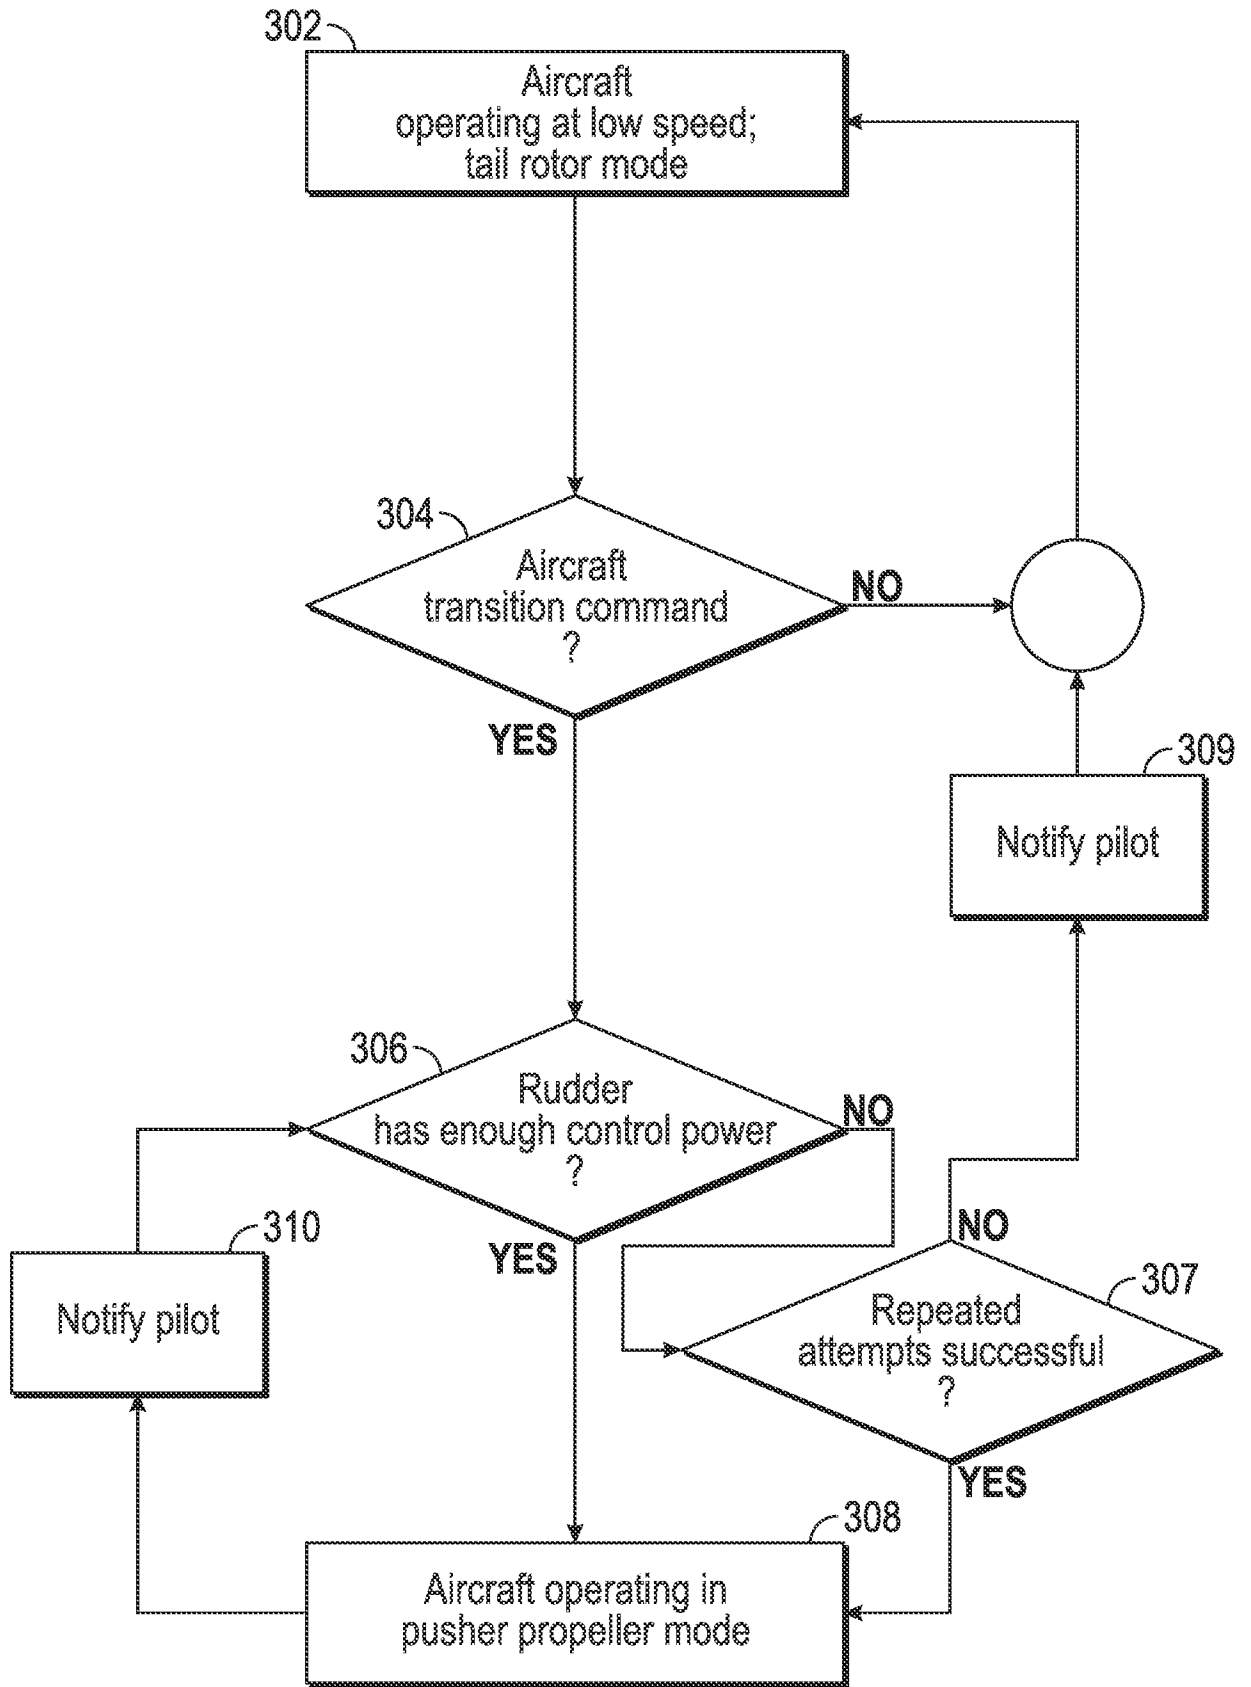 302
Aircraft
operating at low speed;
tail rotor mode
304
Aircraft
transition command
?
NO
YES
309
Notify pilot
306
Rudder
has enough control power
?
NO
YES
310
Notify pilot
NO
307
Repeated
attempts successful
?
YES
308
Aircraft operating in
pusher propeller mode